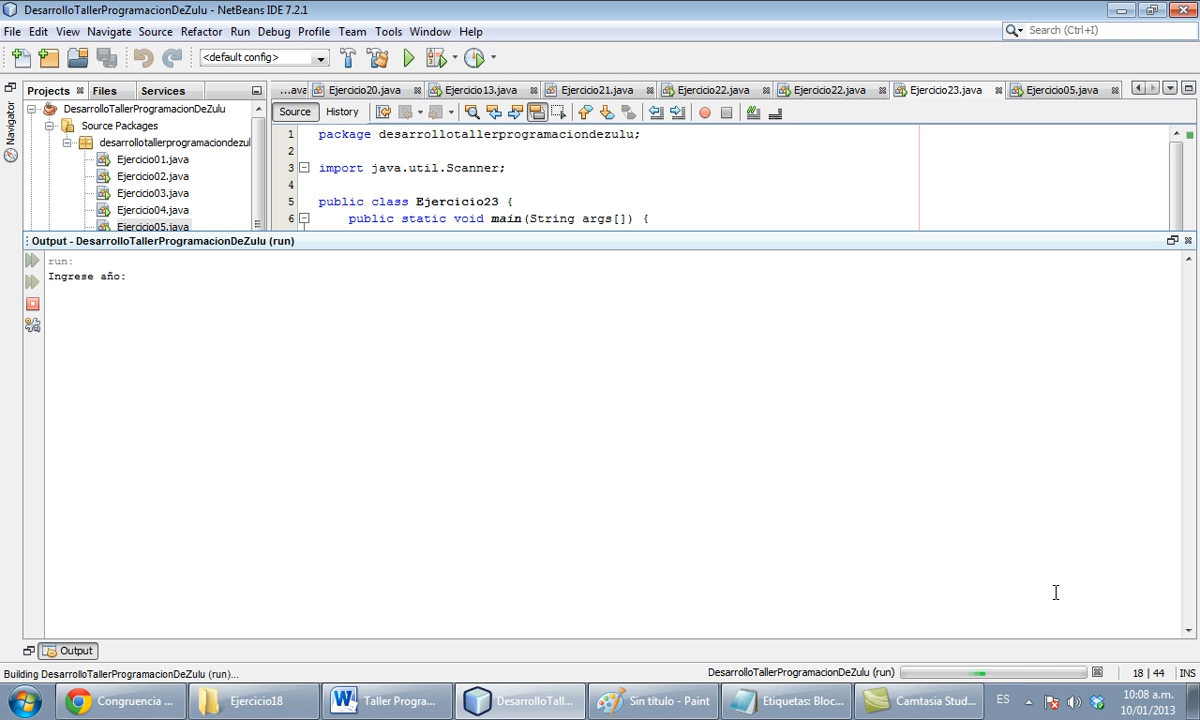 DesarrolloTallerProgramacionDeZulu - NetBeans IDE 7.2.1
File Edit View Navigate Source Refactor Run Debug Profile Team Tools Window Help
Search (Ctrl+I)
<default config>
Projects Files Services
...ava Ejercicio20.java Ejercicio13.java Ejercicio21.java Ejercicio22.java Ejercicio22.java Ejercicio23.java Ejercicio05.java
Navigator
DesarrolloTallerProgramacionDeZulu
Source Packages
desarrollotallerprogramaciondezul
Ejercicio01.java
Ejercicio02.java
Ejercicio03.java
Ejercicio04.java
Ejercicio05.java
Source History
1 package desarrollotallerprogramaciondezulu;
2
3 import java.util.Scanner;
4
5 public class Ejercicio23 {
6 public static void main(String args[]) {
Output - DesarrolloTallerProgramacionDeZulu (run)
run:
Ingrese año:
Output
Building DesarrolloTallerProgramacionDeZulu (run)...
DesarrolloTallerProgramacionDeZulu (run)
18 | 44 INS
Congruencia ...
Ejercicio18
Taller Progra...
DesarrolloTall...
Sin título - Paint
Etiquetas: Bloc...
Camtasia Stud...
ES
10:08 a.m.
10/01/2013